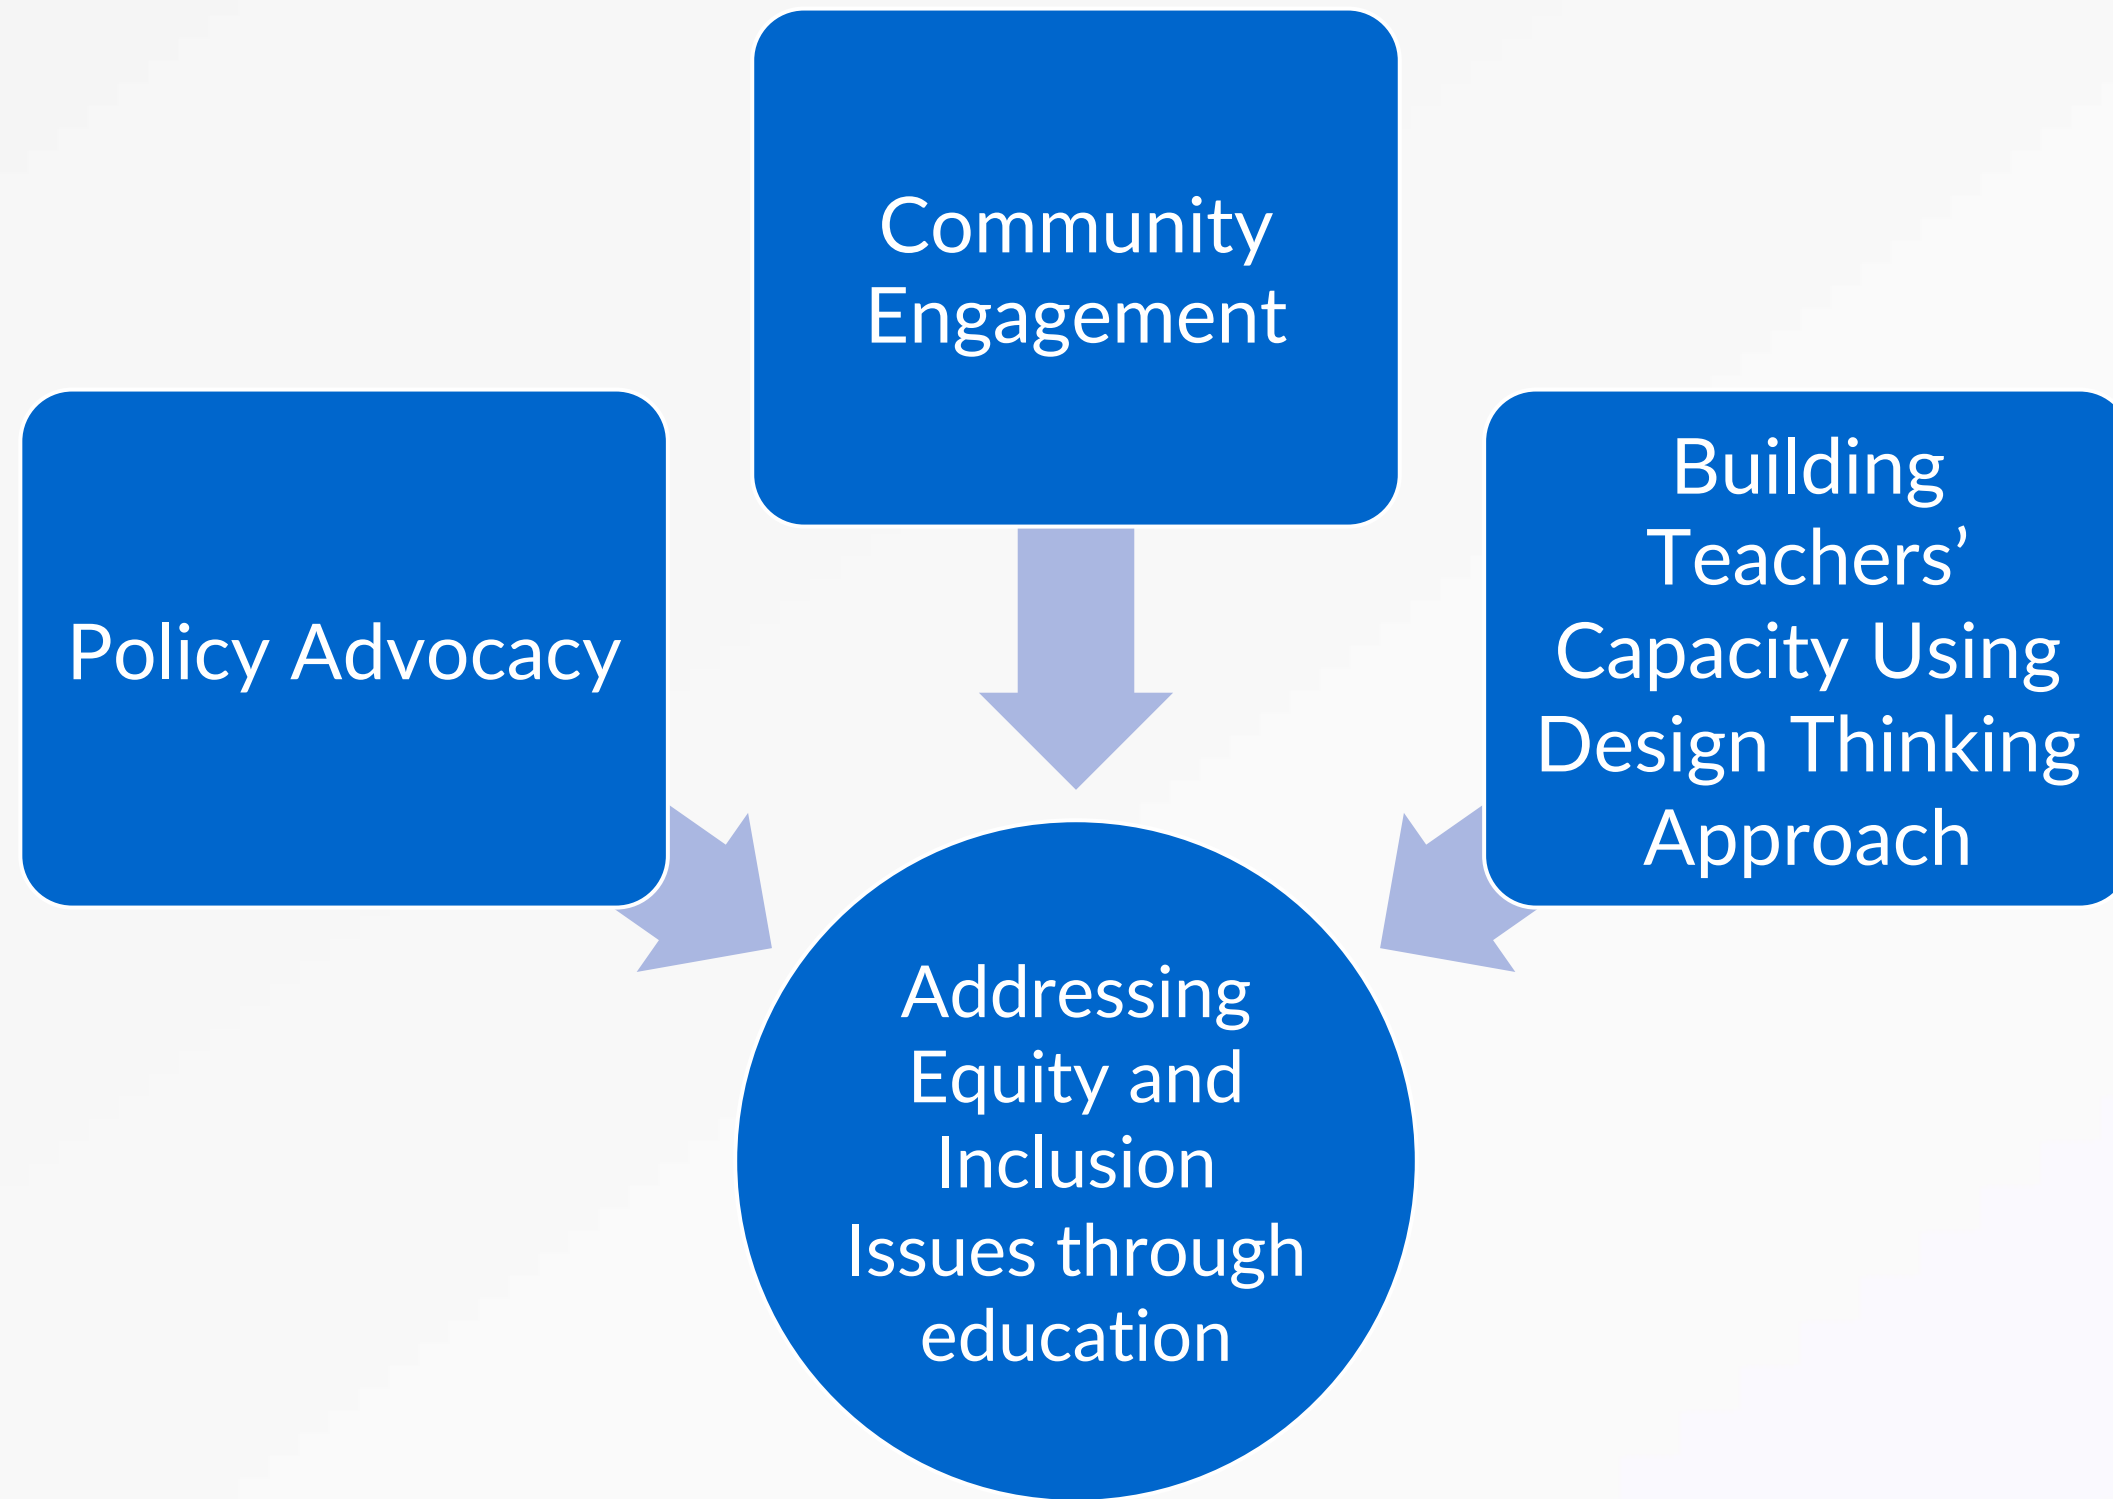 Community
Engagement
Policy Advocacy
Building
Teachers’
Capacity Using
Design Thinking
Approach
Addressing
Equity and
Inclusion
Issues through
education